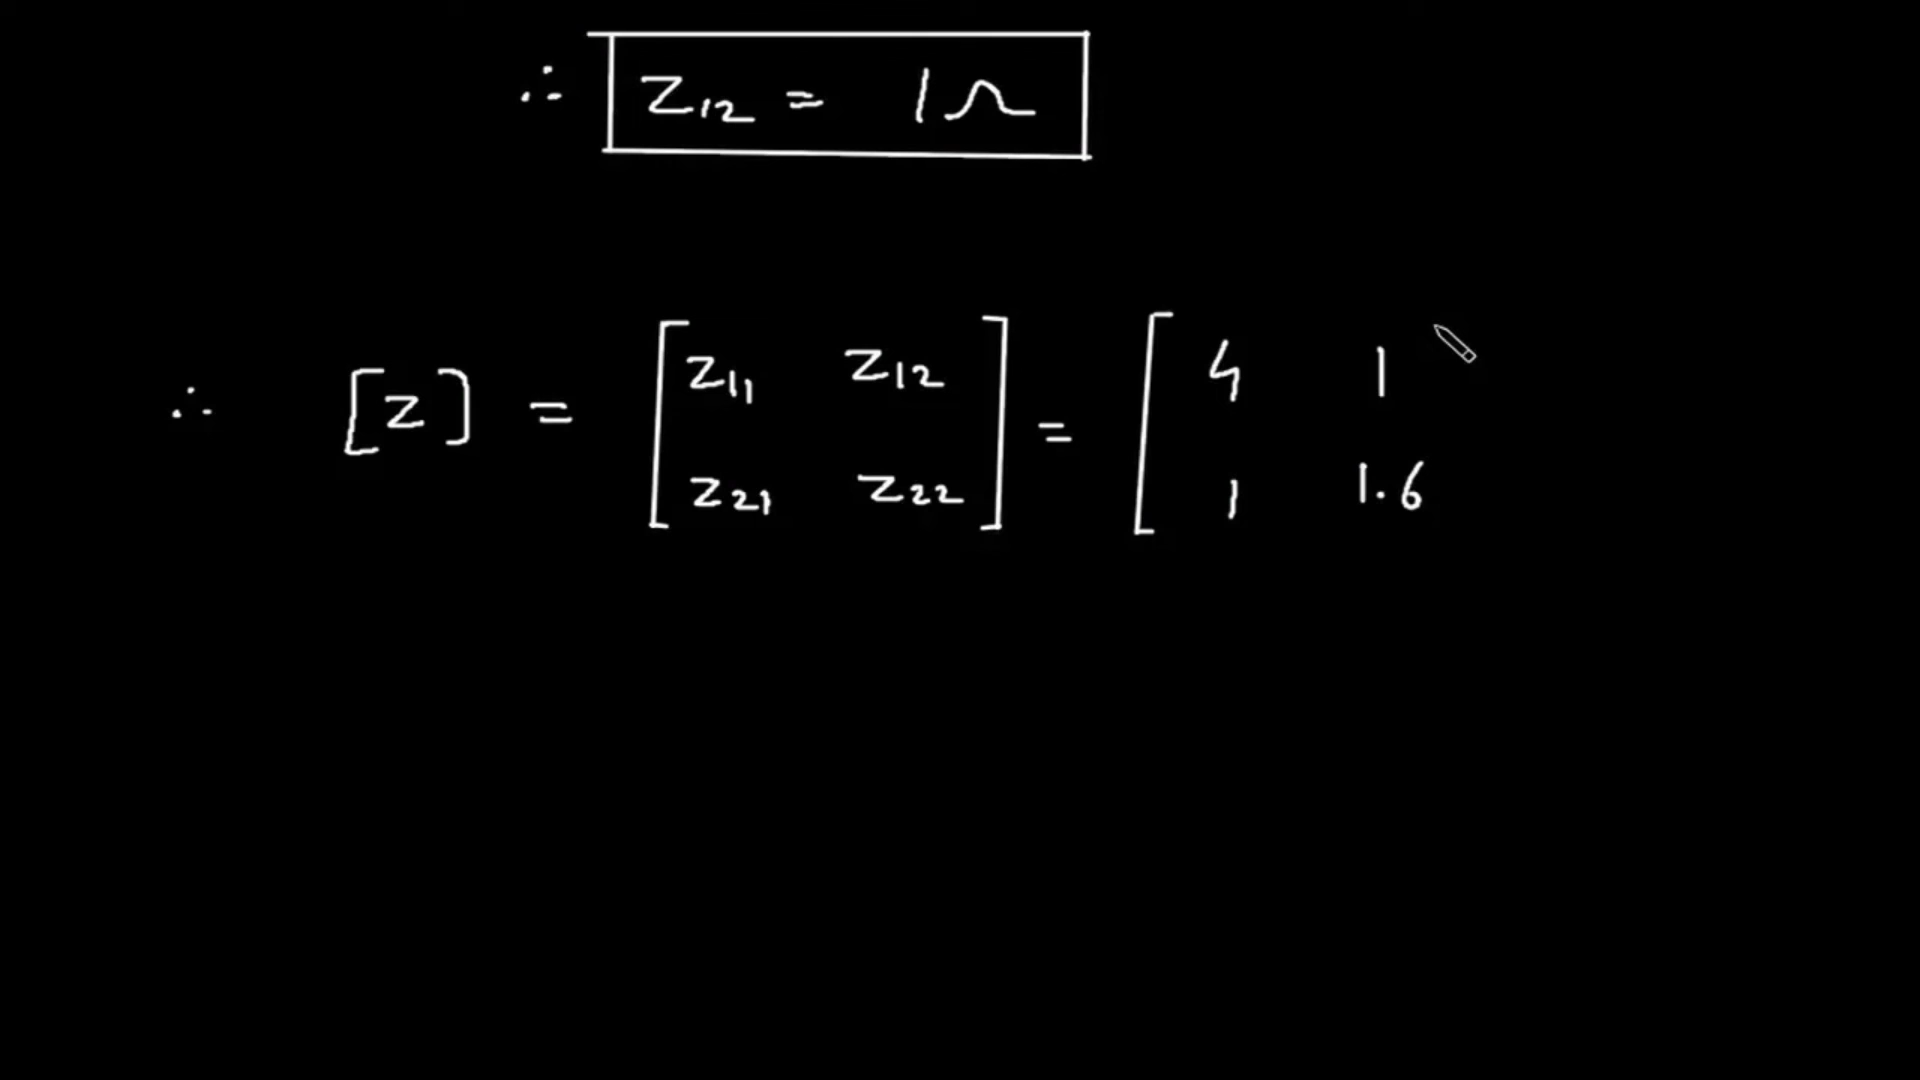 ∴ Z₁₂ = 1Ω
∴ [Z] = [Z₁₁ Z₁₂ Z₂₁ Z₂₂] = [4 1 1 1.6